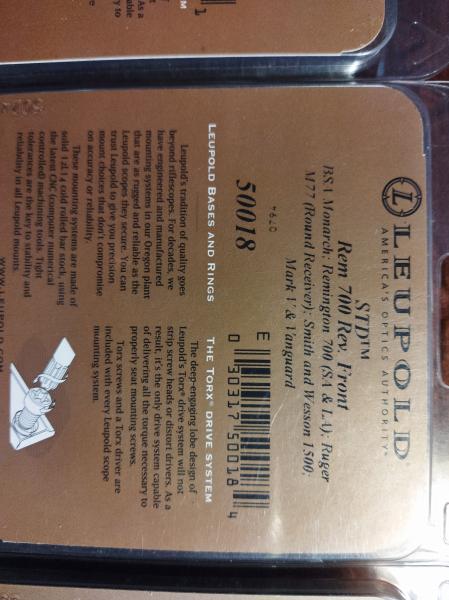 LEUPOLD®
AMERICA'S OPTICS AUTHORITY®
STD™
Rem 700 Rev. Front
BSA Monarch; Remington 700 (SA & LA); Ruger
M77 (Round Receiver); Smith and Wesson 1500;
Mark V & Vanguard
0794
50018
E
0 30317 50018 4
LEUPOLD BASES AND RINGS
Leupold's tradition of quality goes
beyond riflescopes. For decades, we
have engineered and manufactured
mounting systems in our Oregon plant
that are as rugged and reliable as the
Leupold scopes they secure. You can
trust Leupold to give you precision
mount choices that don't compromise
on accuracy or reliability.
These mounting systems are made of
solid 12L14 cold rolled bar stock, using
the latest CNC (computer numerical
controlled) machining tools. Tight
tolerances are the key to stability and
reliability in all Leupold mounts.
THE TORX® DRIVE SYSTEM
The deep-engaging lobe design of
Leupold's Torx® drive system will not
strip screw heads or distort drivers. As a
result, it's the only drive system capable
of delivering all the torque necessary to
properly seat mounting screws.
Torx screws and a Torx driver are
included with every Leupold scope
mounting system.
WWW.LEUPOLD.COM